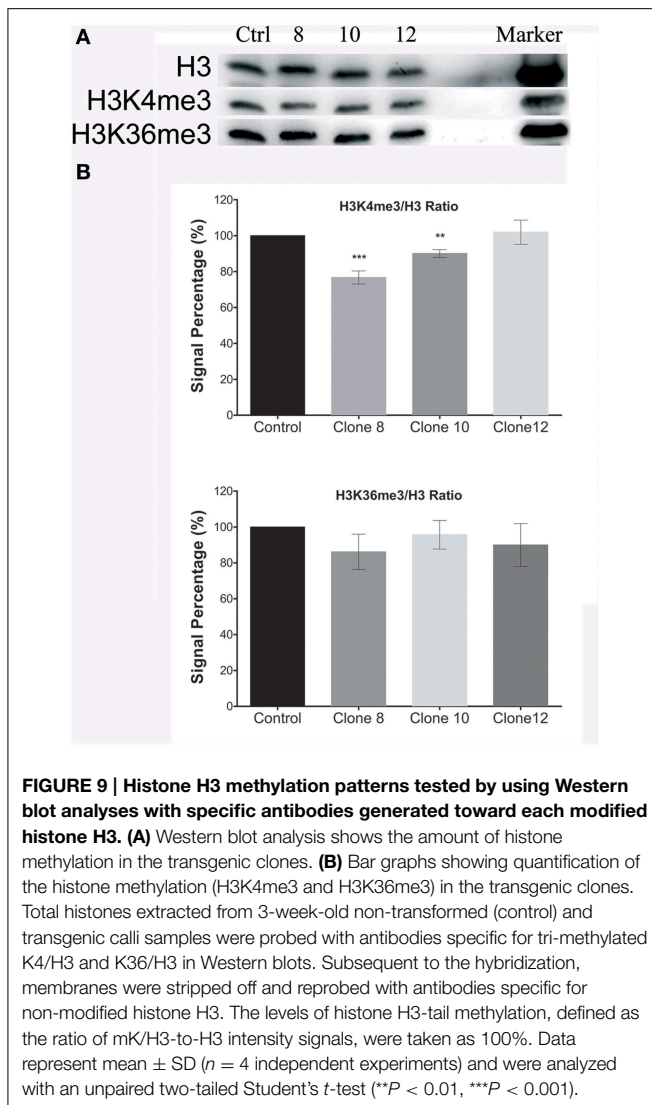 A
Ctrl 8 10 12 Marker
H3
H3K4me3
H3K36me3
B
H3K4me3/H3 Ratio
Signal Percentage (%)
120
100
80
60
40
20
0
***
**
Control Clone 8 Clone 10 Clone12
H3K36me3/H3 Ratio
Signal Percentage (%)
120
100
80
60
40
20
0
Control Clone 8 Clone 10 Clone12
FIGURE 9 | Histone H3 methylation patterns tested by using Western
blot analyses with specific antibodies generated toward each modified
histone H3. (A) Western blot analysis shows the amount of histone
methylation in the transgenic clones. (B) Bar graphs showing quantification of
the histone methylation (H3K4me3 and H3K36me3) in the transgenic clones.
Total histones extracted from 3-week-old non-transformed (control) and
transgenic calli samples were probed with antibodies specific for tri-methylated
K4/H3 and K36/H3 in Western blots. Subsequent to the hybridization,
membranes were stripped off and reprobed with antibodies specific for
non-modified histone H3. The levels of histone H3-tail methylation, defined as
the ratio of mK/H3-to-H3 intensity signals, were taken as 100%. Data
represent mean ± SD (n = 4 independent experiments) and were analyzed
with an unpaired two-tailed Student's t-test (**P < 0.01, ***P < 0.001).